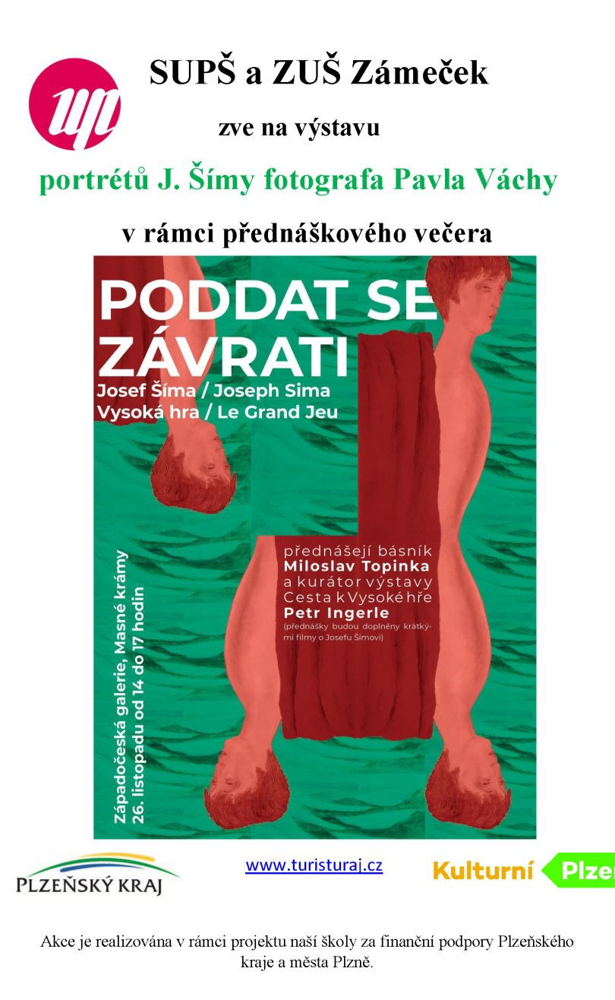 up
SUPŠ a ZUŠ Zámeček
zve na výstavu
portrétů J. Šímy fotografa Pavla Váchy
v rámci přednáškového večera
PODDAT SE
ZÁVRATI
Josef Šíma / Joseph Sima
Vysoká hra / Le Grand Jeu
přednášejí básník
Miloslav Topinka
a kurátor výstavy
Cesta k Vysoké hře
Petr Ingerle
(přednášky budou doplněny krátký-
mi filmy o Josefu Šímovi)
Západočeská galerie, Masné krámy
26. listopadu od 14 do 17 hodin
PLZEŇSKÝ KRAJ
www.turisturaj.cz
Kulturní Plze
Akce je realizována v rámci projektu naší školy za finanční podpory Plzeňského
kraje a města Plzně.